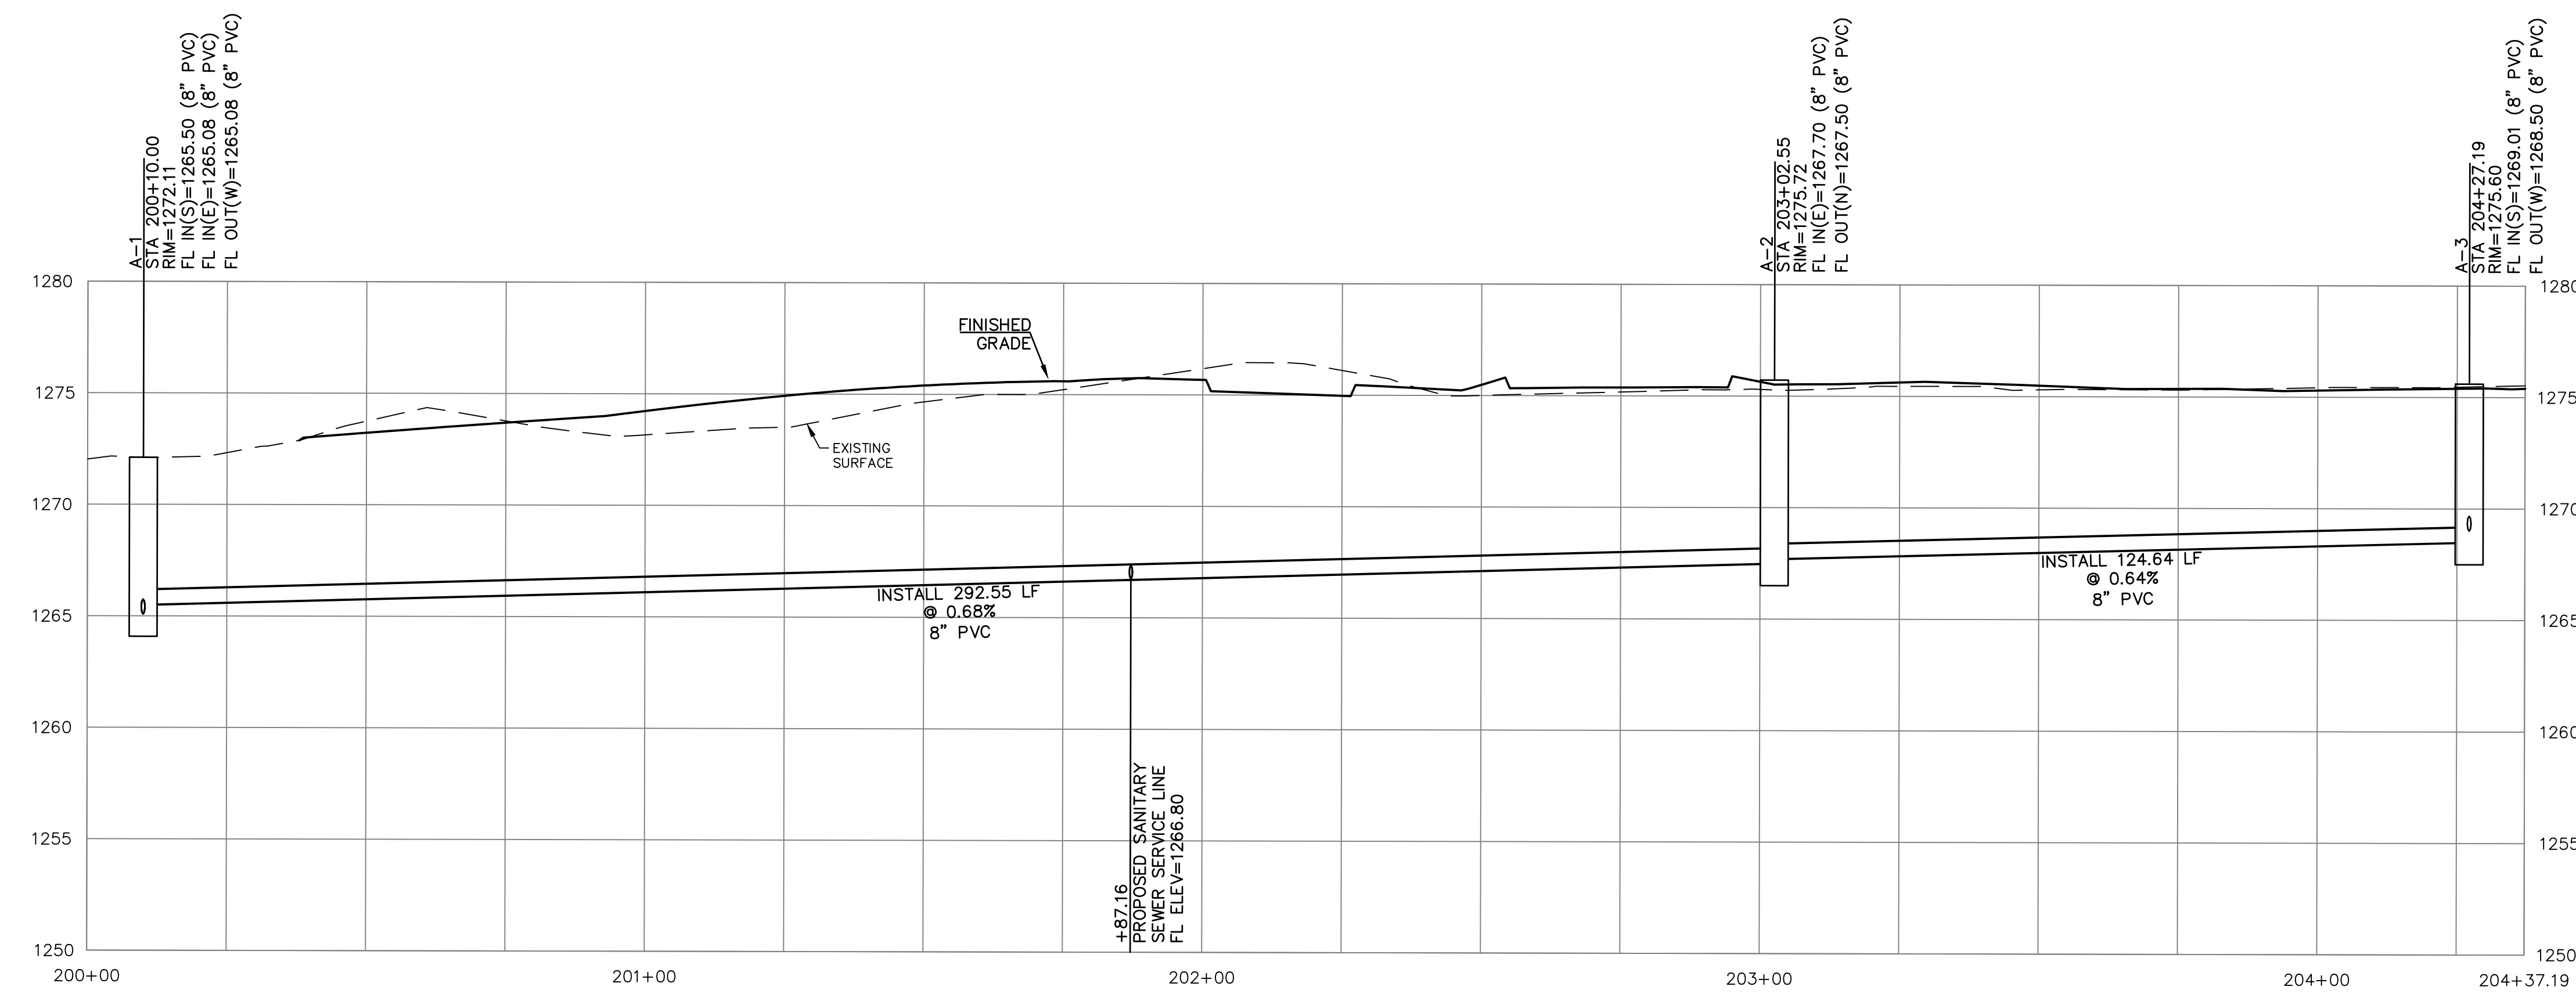 A-1
STA 200+10.00
RIM=1272.11
FL IN(S)=1265.50 (8" PVC)
FL IN(E)=1265.08 (8" PVC)
FL OUT(W)=1265.08 (8" PVC)
A-2
STA 203+02.55
RIM=1275.72
FL IN(E)=1267.70 (8" PVC)
FL OUT(N)=1267.50 (8" PVC)
A-3
STA 204+27.19
RIM=1275.60
FL IN(S)=1269.01 (8" PVC)
FL OUT(W)=1268.50 (8" PVC)
1280
1280
FINISHED
GRADE
1275
1275
EXISTING
SURFACE
1270
1270
INSTALL 292.55 LF
@ 0.68%
8" PVC
INSTALL 124.64 LF
@ 0.64%
8" PVC
1265
1265
1260
1260
+87.16
PROPOSED SANITARY
SEWER SERVICE LINE
FL ELEV=1266.80
1255
1255
1250
1250
200+00
201+00
202+00
203+00
204+00
204+37.19